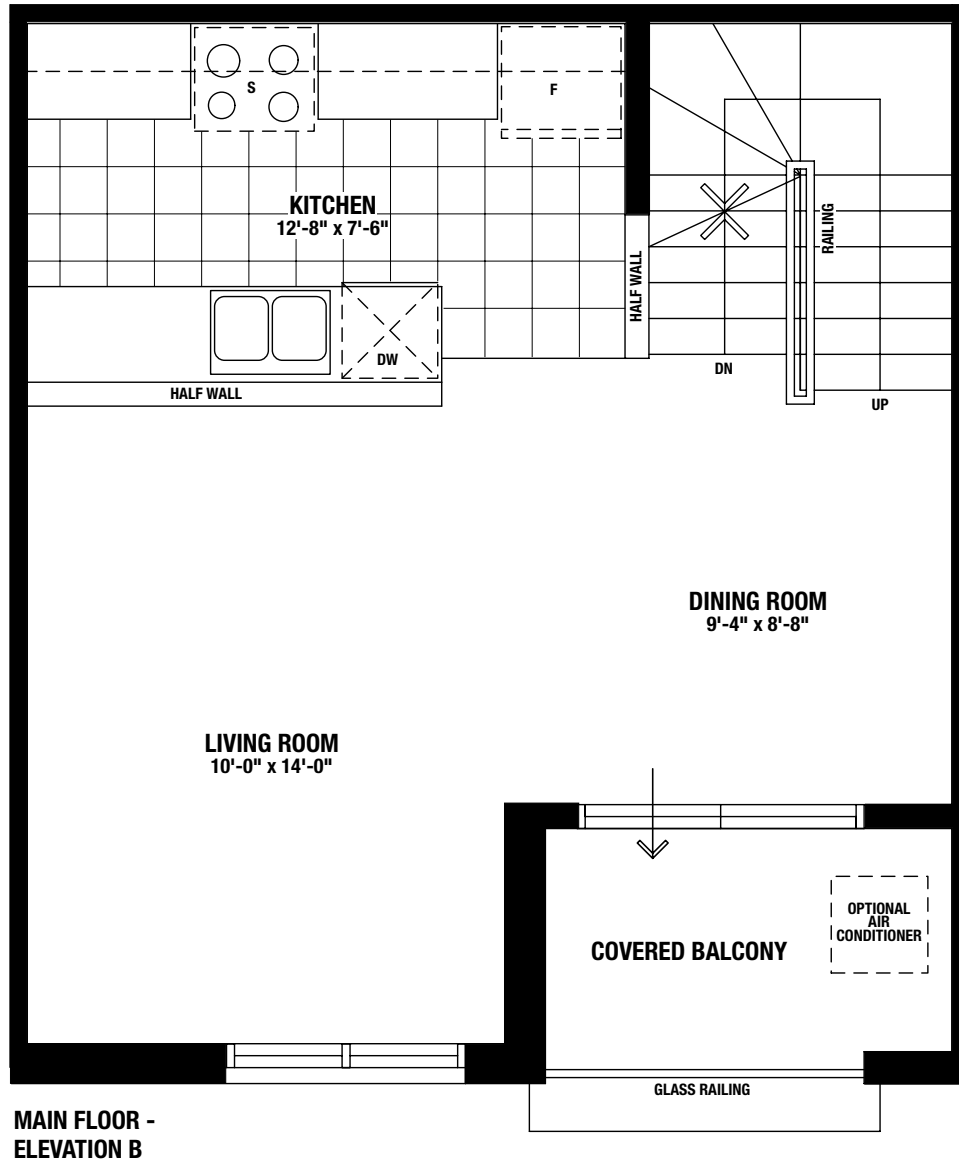 S
F
KITCHEN
12'-8" x 7'-6"
RAILING
HALF WALL
DW
DN
HALF WALL
UP
DINING ROOM
9'-4" x 8'-8"
LIVING ROOM
10'-0" x 14'-0"
OPTIONAL
AIR
CONDITIONER
COVERED BALCONY
GLASS RAILING
MAIN FLOOR -
ELEVATION B